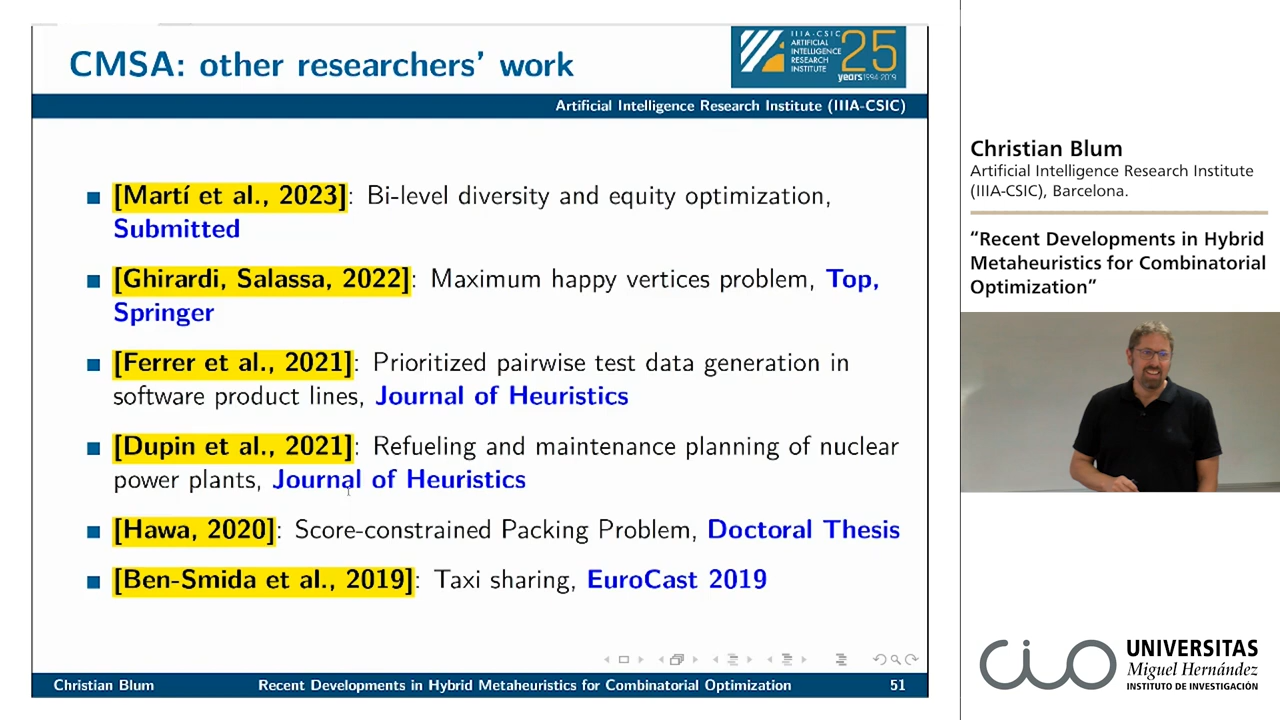 CMSA: other researchers' work
IIIA-CSIC
ARTIFICIAL
INTELLIGENCE
RESEARCH
INSTITUTE
25
years 1994-2019
Artificial Intelligence Research Institute (IIIA-CSIC)
[Martí et al., 2023]: Bi-level diversity and equity optimization,
Submitted
[Ghirardi, Salassa, 2022]: Maximum happy vertices problem, Top,
Springer
[Ferrer et al., 2021]: Prioritized pairwise test data generation in
software product lines, Journal of Heuristics
[Dupin et al., 2021]: Refueling and maintenance planning of nuclear
power plants, Journal of Heuristics
[Hawa, 2020]: Score-constrained Packing Problem, Doctoral Thesis
[Ben-Smida et al., 2019]: Taxi sharing, EuroCast 2019
Christian Blum
Recent Developments in Hybrid Metaheuristics for Combinatorial Optimization
51
Christian Blum
Artificial Intelligence Research Institute
(IIIA-CSIC), Barcelona.
“Recent Developments in Hybrid
Metaheuristics for Combinatorial
Optimization”
CIO
UNIVERSITAS
Miguel Hernández
INSTITUTO DE INVESTIGACIÓN